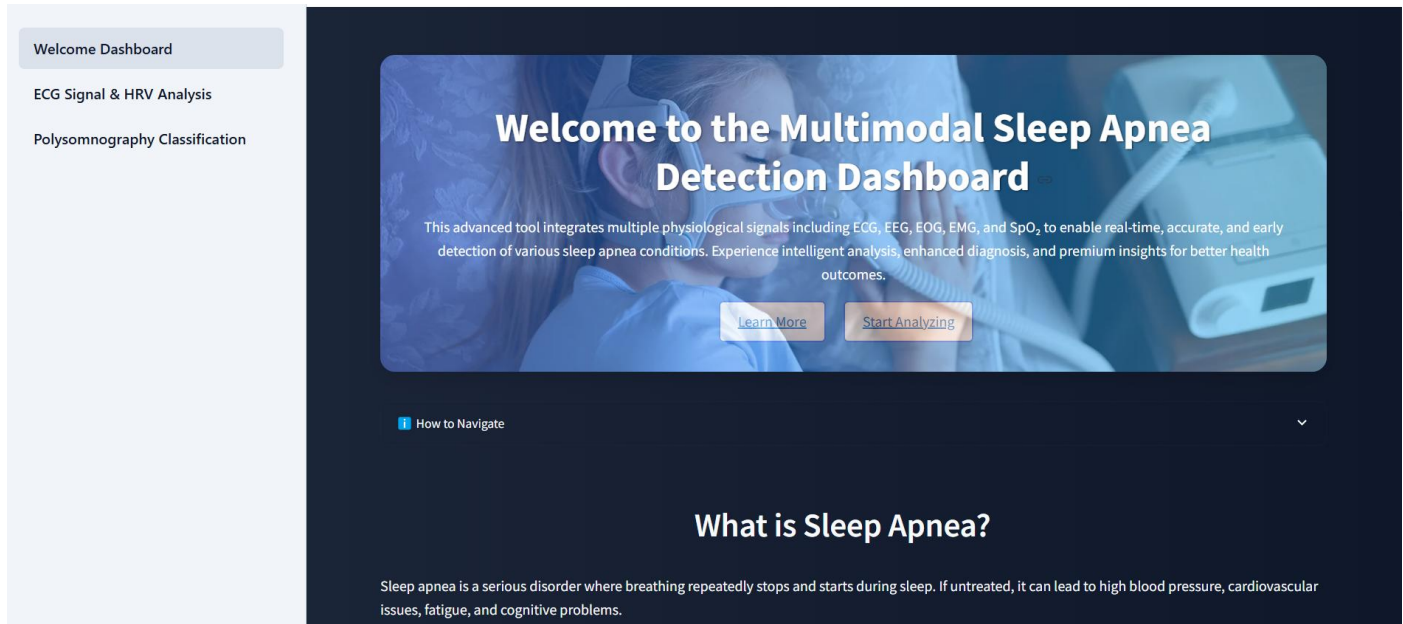 Welcome Dashboard
ECG Signal & HRV Analysis
Polysomnography Classification
Welcome to the Multimodal Sleep Apnea
Detection Dashboard
This advanced tool integrates multiple physiological signals including ECG, EEG, EOG, EMG, and SpO₂ to enable real-time, accurate, and early
detection of various sleep apnea conditions. Experience intelligent analysis, enhanced diagnosis, and premium insights for better health
outcomes.
Learn More
Start Analyzing
How to Navigate
What is Sleep Apnea?
Sleep apnea is a serious disorder where breathing repeatedly stops and starts during sleep. If untreated, it can lead to high blood pressure, cardiovascular
issues, fatigue, and cognitive problems.